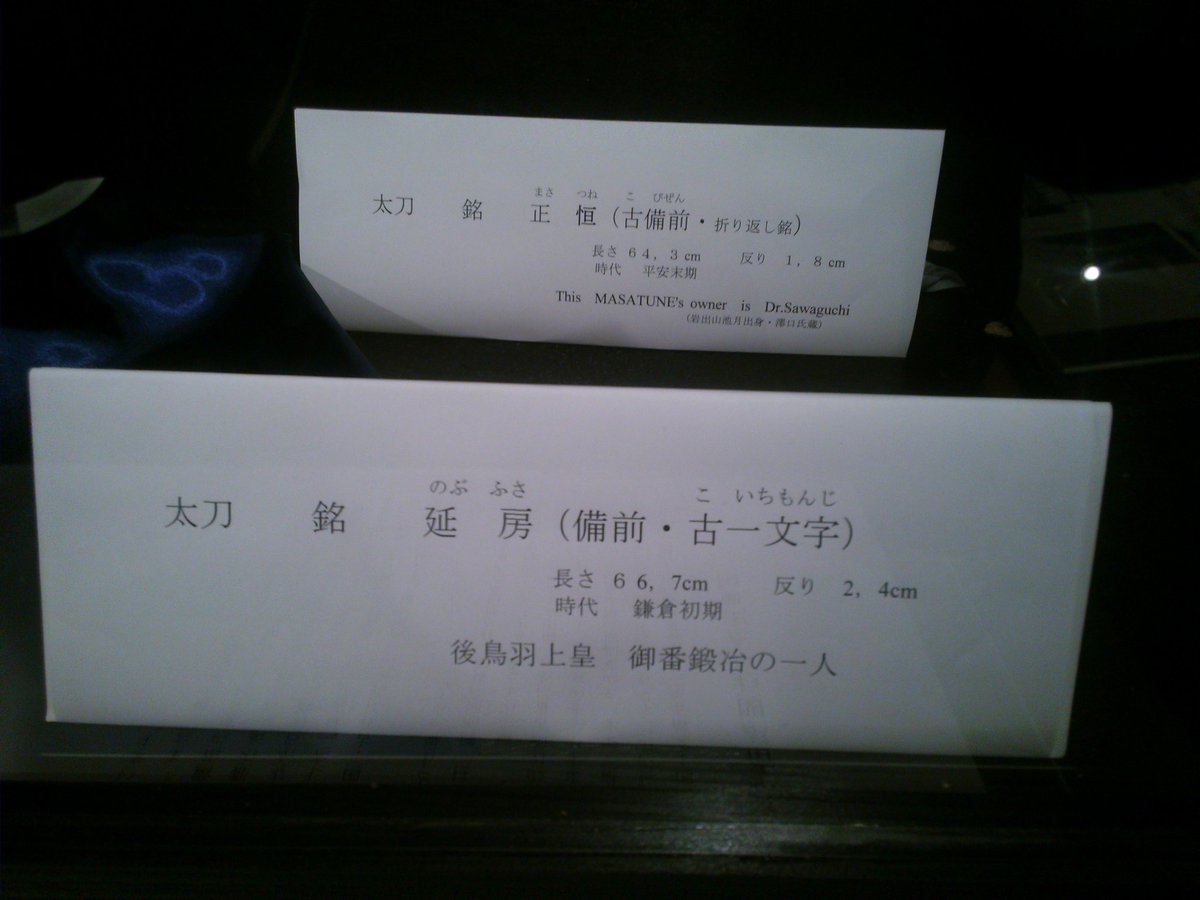 まさ つね こ びぜん
太刀 銘 正 恒(古備前・折り返し銘)
長さ 64,3cm 反り 1,8cm
時代 平安末期
This MASATUNE's owner is Dr.Sawaguchi
(岩出山池月出身・澤口氏蔵)
のぶ ふさ こ いちもんじ
太刀 銘 延 房(備前・古一文字)
長さ 66,7cm 反り 2,4cm
時代 鎌倉初期
後鳥羽上皇 御番鍛冶の一人